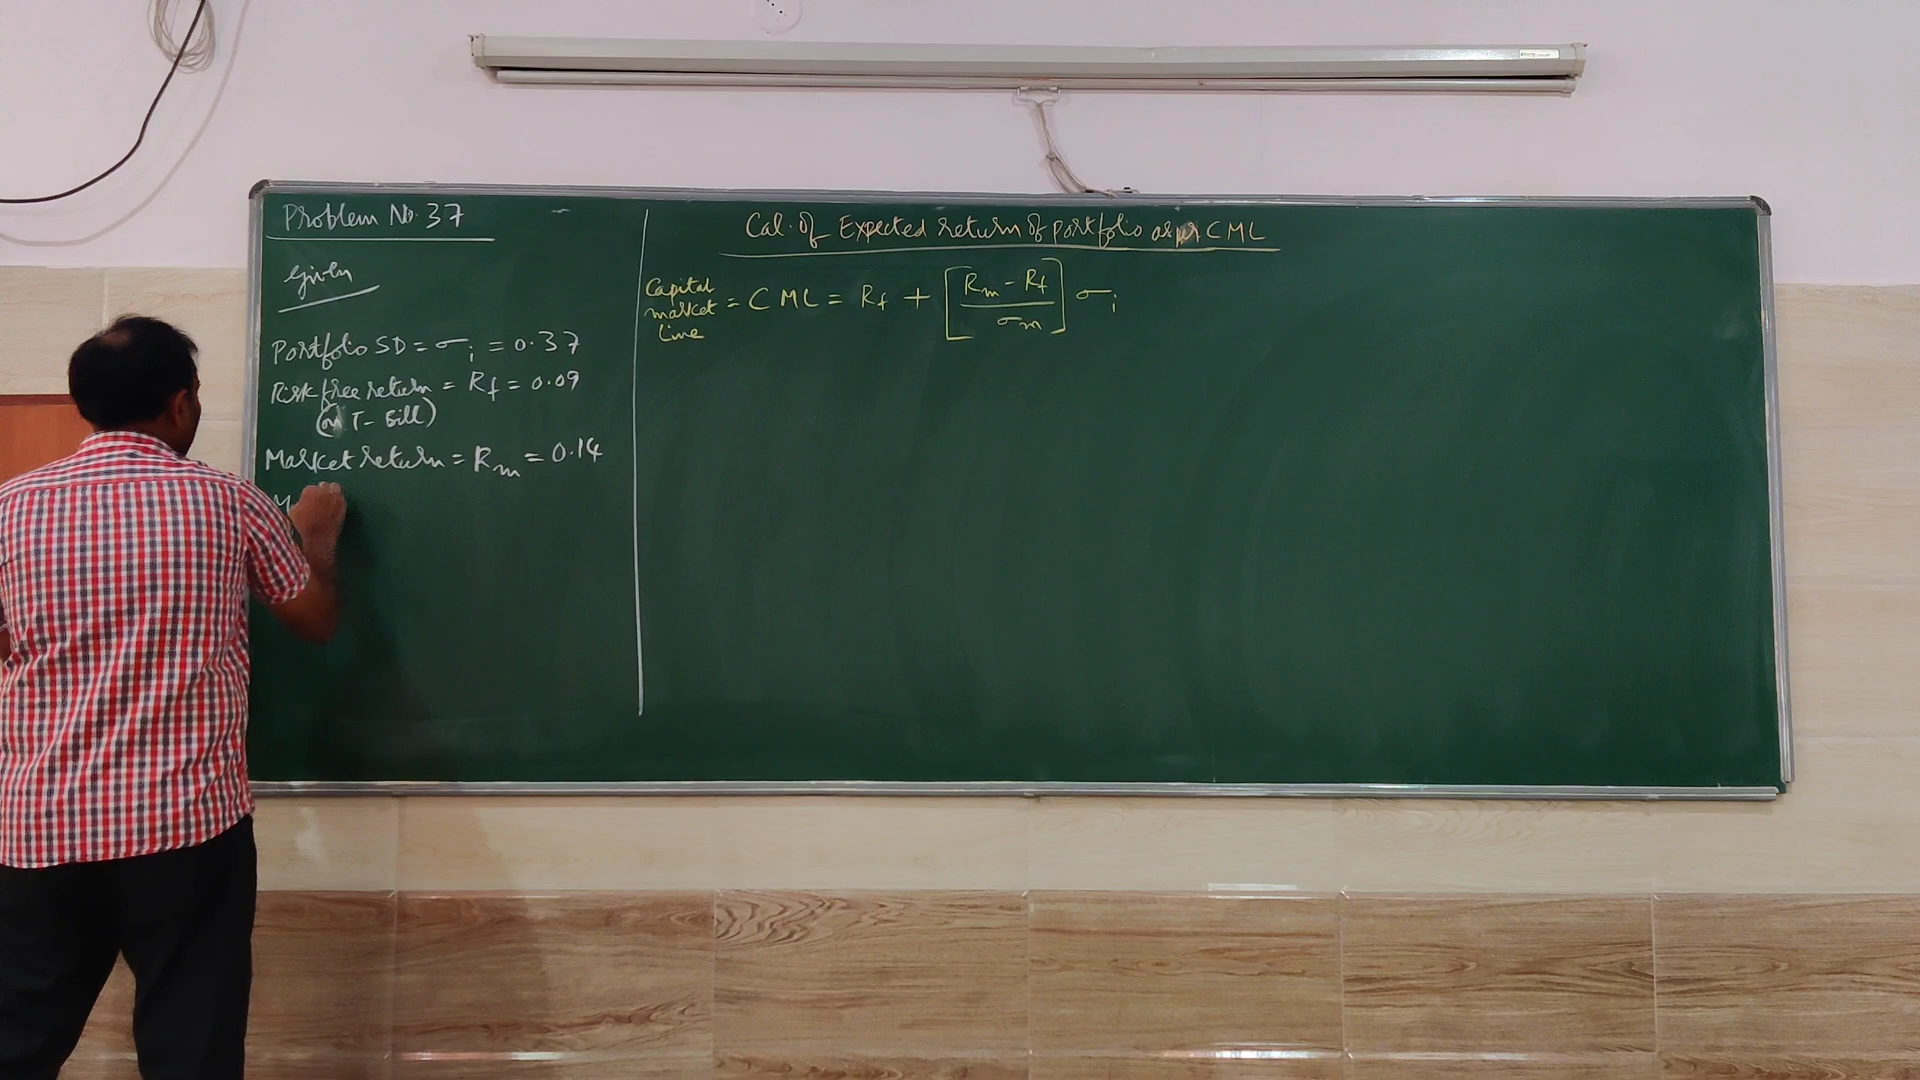 Problem No. 37
Given
Portfolio SD = σi = 0.37
Risk free return = Rf = 0.09
(on T- Bill)
Market return = Rm = 0.14
M
Cal. of Expected return of portfolio as per CML
Capital market line = CML = Rf + [Rm - Rf / σm] σi